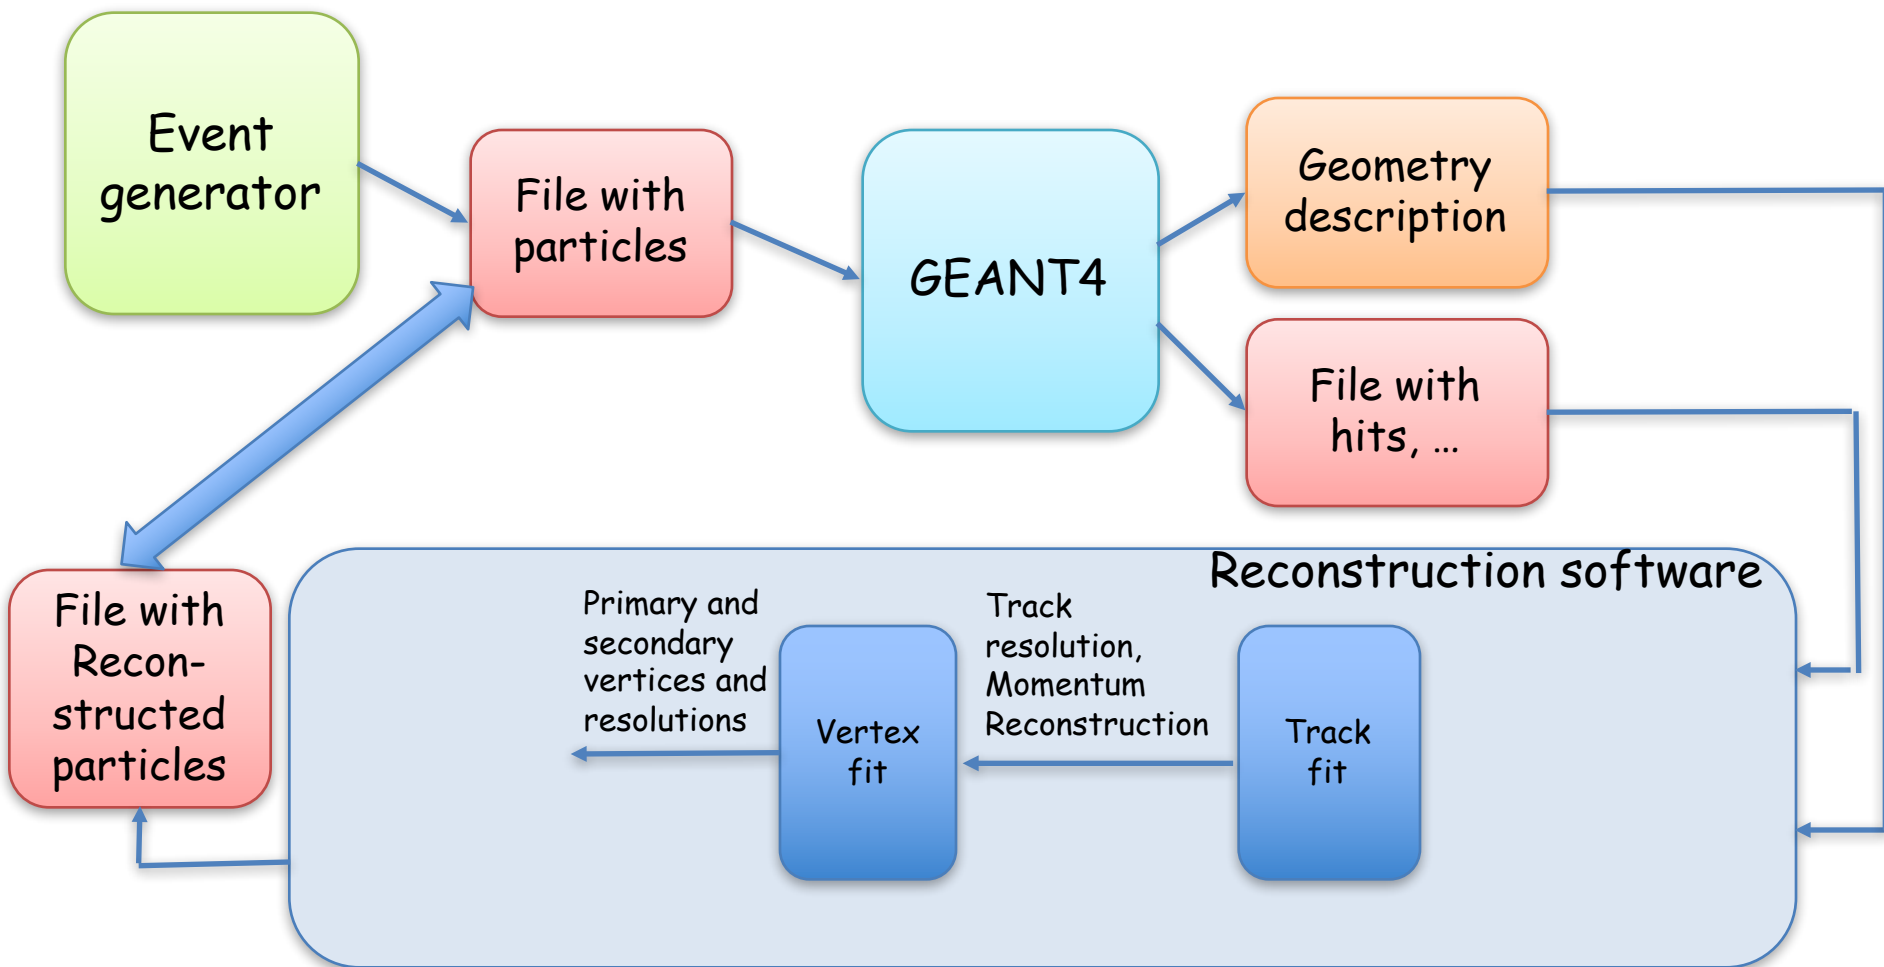 Event
generator
File with
particles
GEANT4
Geometry
description
File with
hits, …
Reconstruction software
File with
Recon-
structed
particles
Primary and
secondary
vertices and
resolutions
Vertex
fit
Track
resolution,
Momentum
Reconstruction
Track
fit